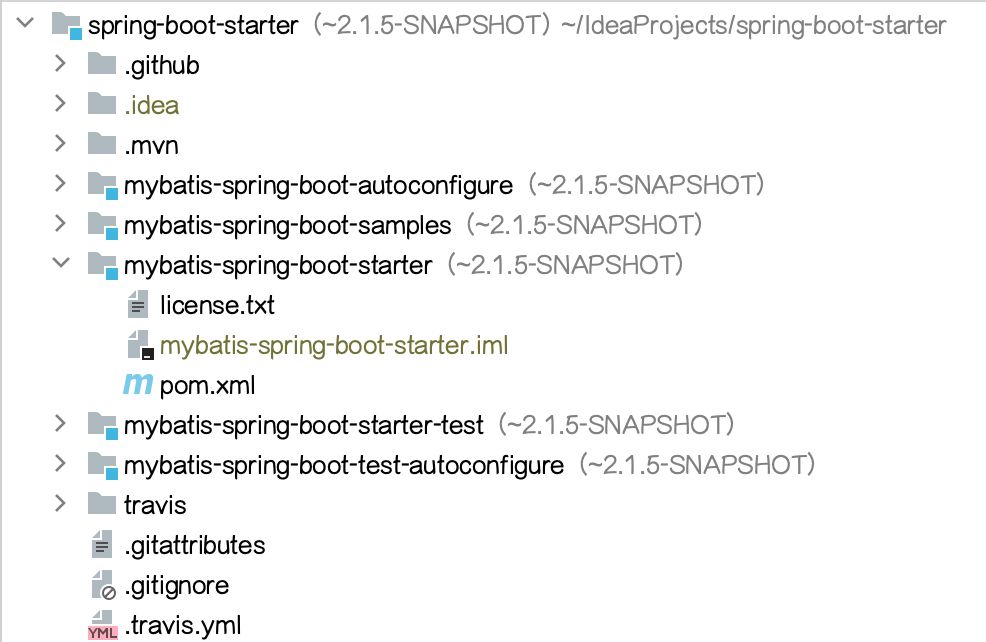 spring-boot-starter (~2.1.5-SNAPSHOT) ~/IdeaProjects/spring-boot-starter
.github
.idea
.mvn
mybatis-spring-boot-autoconfigure (~2.1.5-SNAPSHOT)
mybatis-spring-boot-samples (~2.1.5-SNAPSHOT)
mybatis-spring-boot-starter (~2.1.5-SNAPSHOT)
license.txt
mybatis-spring-boot-starter.iml
m pom.xml
mybatis-spring-boot-starter-test (~2.1.5-SNAPSHOT)
mybatis-spring-boot-test-autoconfigure (~2.1.5-SNAPSHOT)
travis
.gitattributes
.gitignore
YML .travis.yml